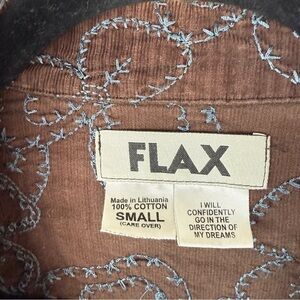 FLAX
Made in Lithuania
100% COTTON
SMALL
(CARE OVER)
I WILL
CONFIDENTLY
GO IN THE
DIRECTION OF
MY DREAMS